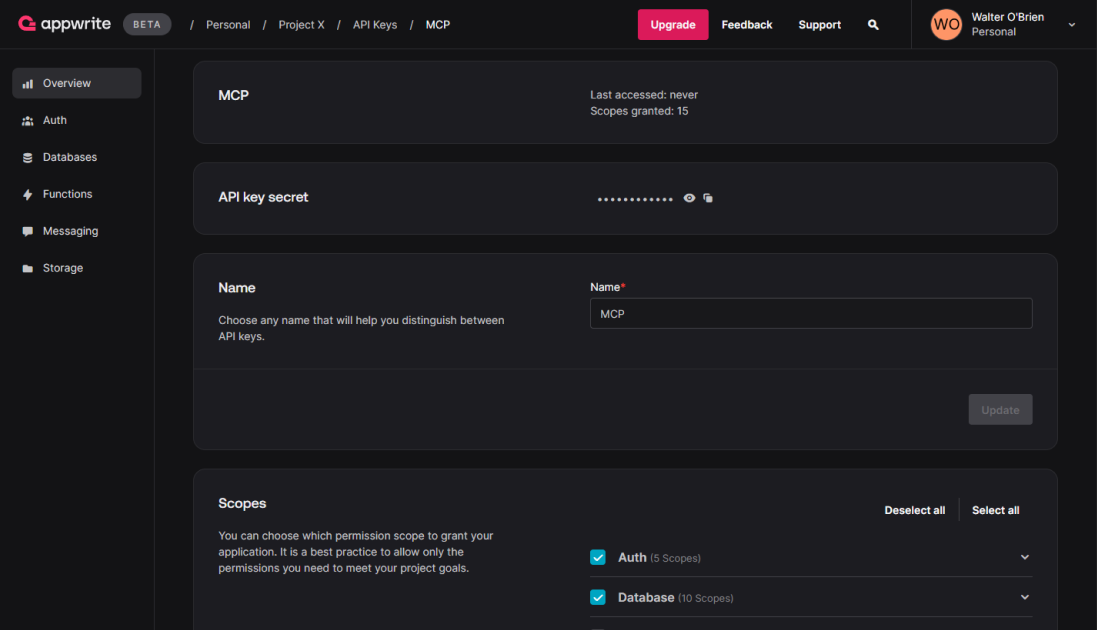 appwrite BETA / Personal / Project X / API Keys / MCP Upgrade Feedback Support WO Walter O'Brien
Personal
Overview
Auth
Databases
Functions
Messaging
Storage
MCP
Last accessed: never
Scopes granted: 15
API key secret ••••••••••••
Name
Choose any name that will help you distinguish between
API keys.
Name*
MCP
Update
Scopes
You can choose which permission scope to grant your
application. It is a best practice to allow only the
permissions you need to meet your project goals.
Deselect all Select all
Auth (5 Scopes)
Database (10 Scopes)